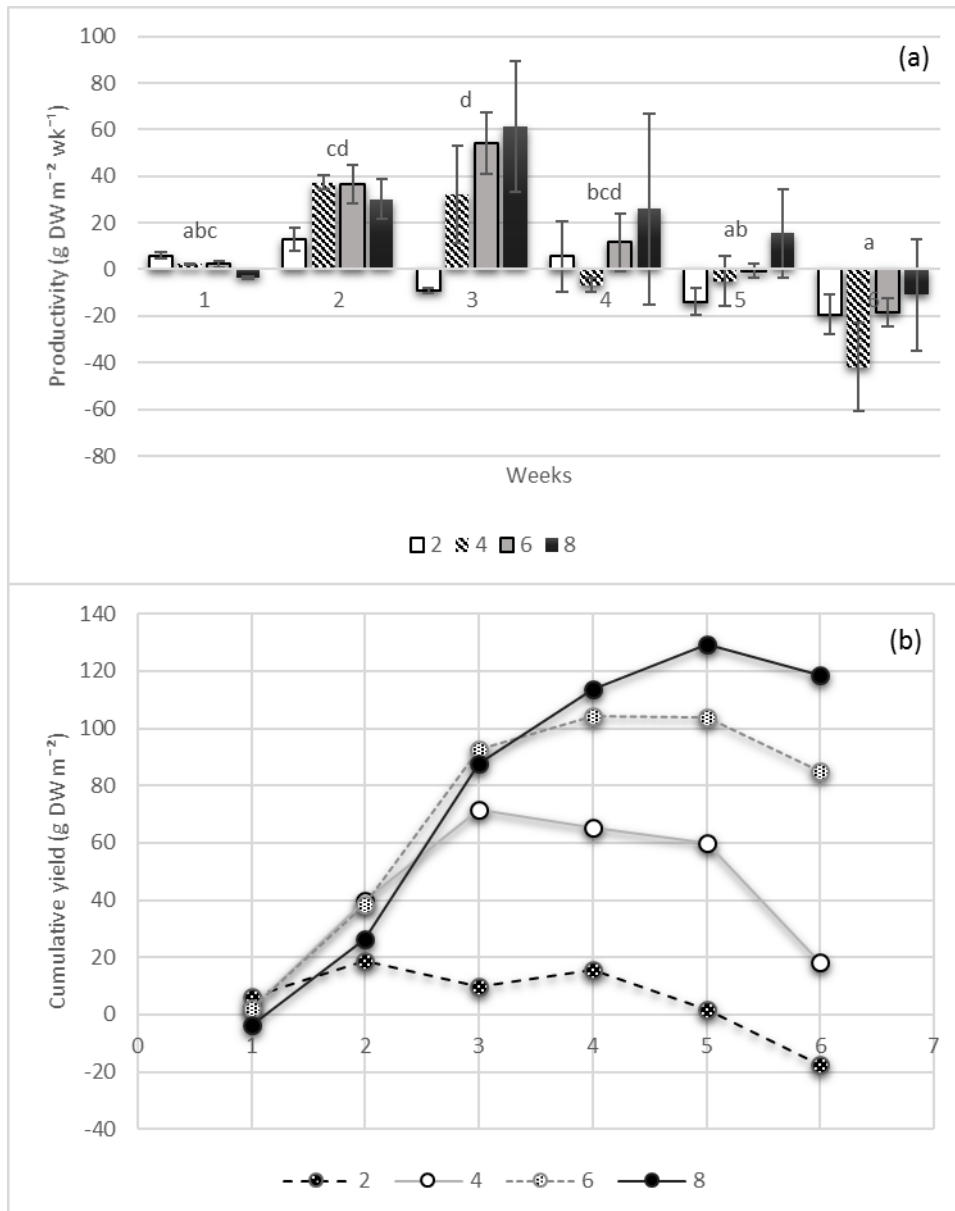 (a)
Productivity (g DW m⁻² wk⁻¹)
100
80
60
40
20
0
-20
-40
-60
-80
abc
cd
d
bcd
ab
a
1
2
3
4
5
6
Weeks
2 4 6 8
(b)
Cumulative yield (g DW m⁻²)
140
120
100
80
60
40
20
0
-20
-40
0 1 2 3 4 5 6 7
2 4 6 8